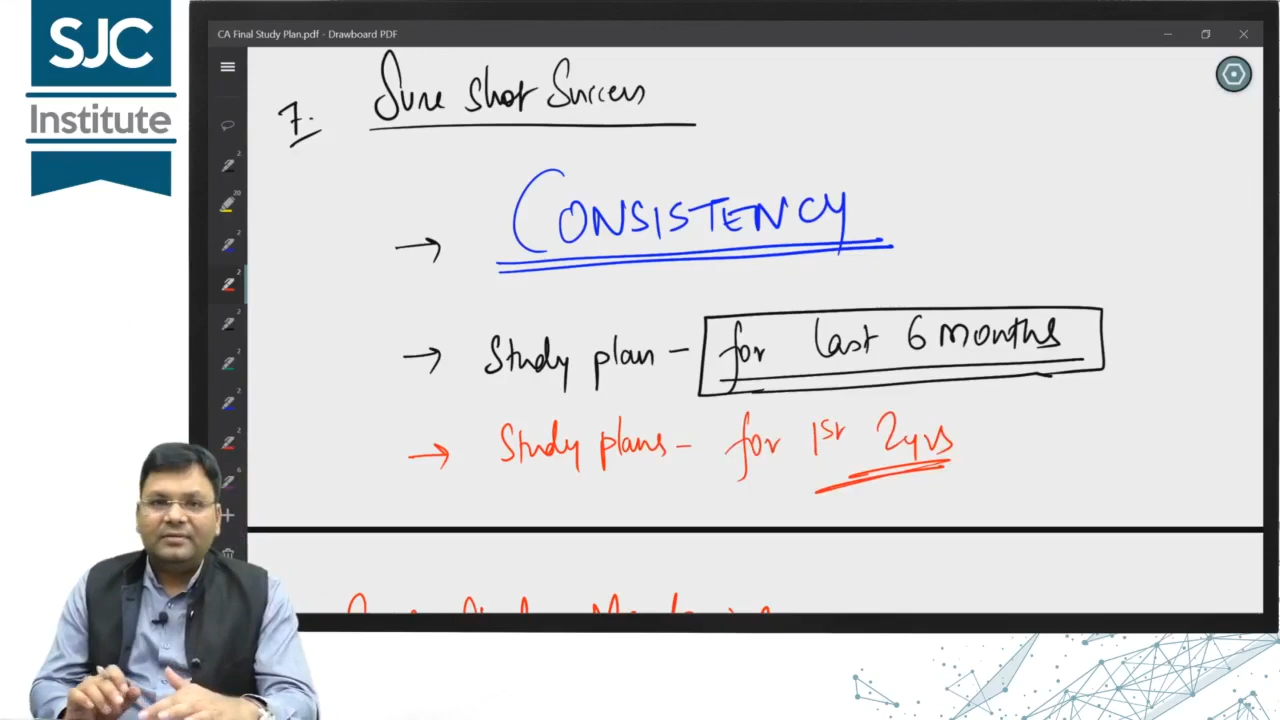 SJC
Institute
CA Final Study Plan.pdf - Drawboard PDF
7. Sure Shot Success
→ CONSISTENCY
→ Study plan - for last 6 months
→ Study plans - for 1st 2yrs